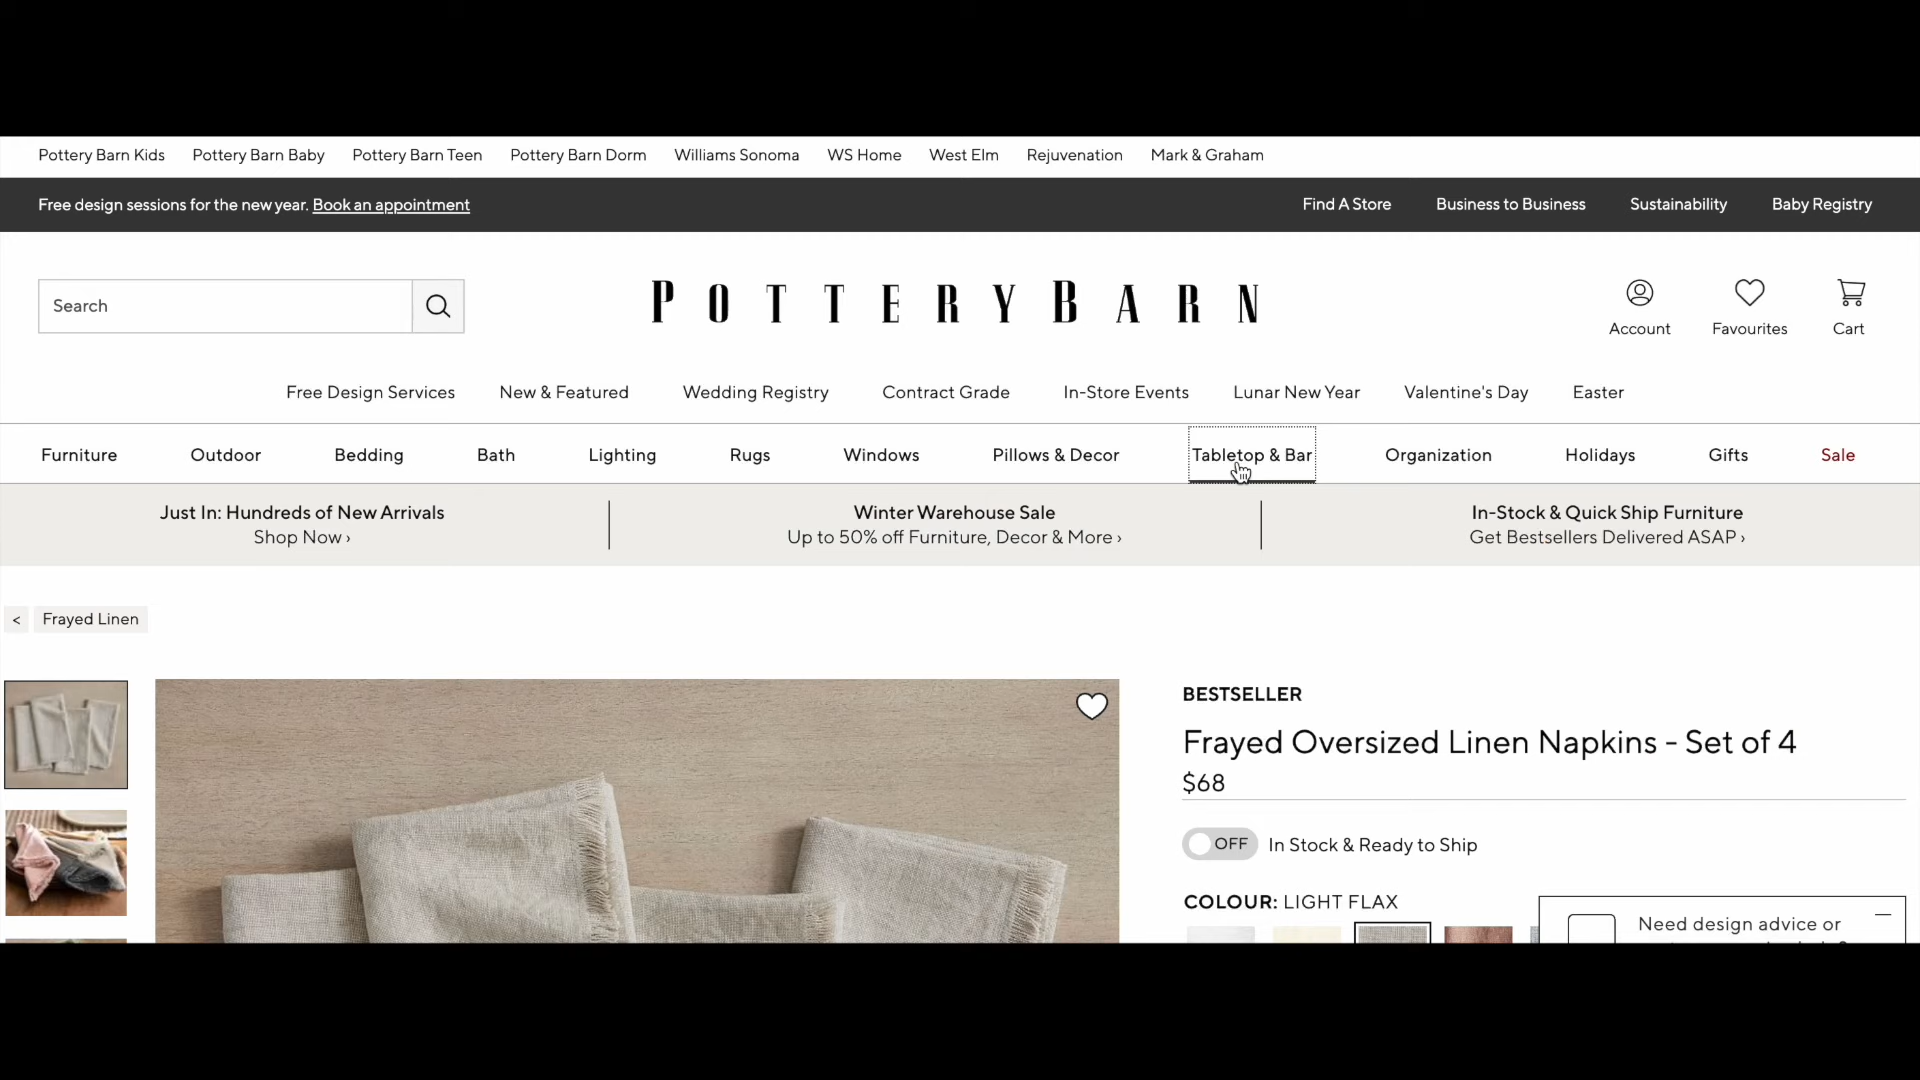 Pottery Barn Kids Pottery Barn Baby Pottery Barn Teen Pottery Barn Dorm Williams Sonoma WS Home West Elm Rejuvenation Mark & Graham
Free design sessions for the new year. Book an appointment Find A Store Business to Business Sustainability Baby Registry
Search
POTTERY BARN
Account Favourites Cart
Free Design Services New & Featured Wedding Registry Contract Grade In-Store Events Lunar New Year Valentine's Day Easter
Furniture Outdoor Bedding Bath Lighting Rugs Windows Pillows & Decor Tabletop & Bar Organization Holidays Gifts Sale
Just In: Hundreds of New Arrivals
Shop Now ›
Winter Warehouse Sale
Up to 50% off Furniture, Decor & More ›
In-Stock & Quick Ship Furniture
Get Bestsellers Delivered ASAP ›
< Frayed Linen
BESTSELLER
Frayed Oversized Linen Napkins - Set of 4
$68
OFF In Stock & Ready to Ship
COLOUR: LIGHT FLAX
Need design advice or